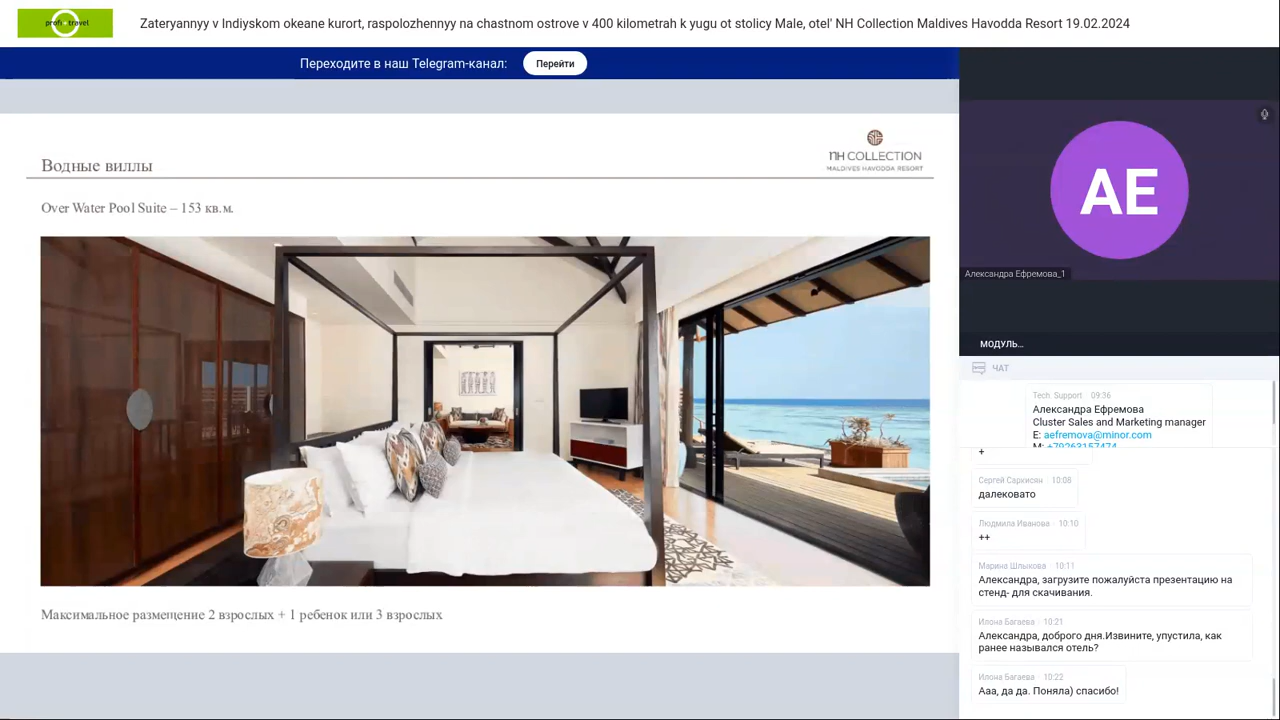 profi travel
Zateryannyy v Indiyskom okeane kurort, raspolozhennyy na ostrovnom ostrove v 400 kilometrah k yugu ot stolicy Male, otel' NH Collection Maldives Havodda Resort 19.02.2024
Переходите в наш Telegram-канал:
Перейти
NH COLLECTION
MALDIVES HAVODDA RESORT
Водные виллы
Over Water Pool Suite – 153 кв.м.
Максимальное размещение 2 взрослых + 1 ребенок или 3 взрослых
AE
Александра Ефремова_1
МОДУЛЬ...
ЧАТ
Tech Support 09:36
Александра Ефремова
Cluster Sales and Marketing manager
E: aefremova@minor.com
M: +79263157474
+
Сергей Саркисян 10:08
далековато
Людмила Иванова 10:10
++
Марина Шлыкова 10:11
Александра, загрузите пожалуйста презентацию на
стенд- для скачивания.
Илона Багаева 10:21
Александра, доброго дня.Извините, упустила, как
ранее назывался отель?
Илона Багаева 10:22
Ааа, да да. Поняла) спасибо!